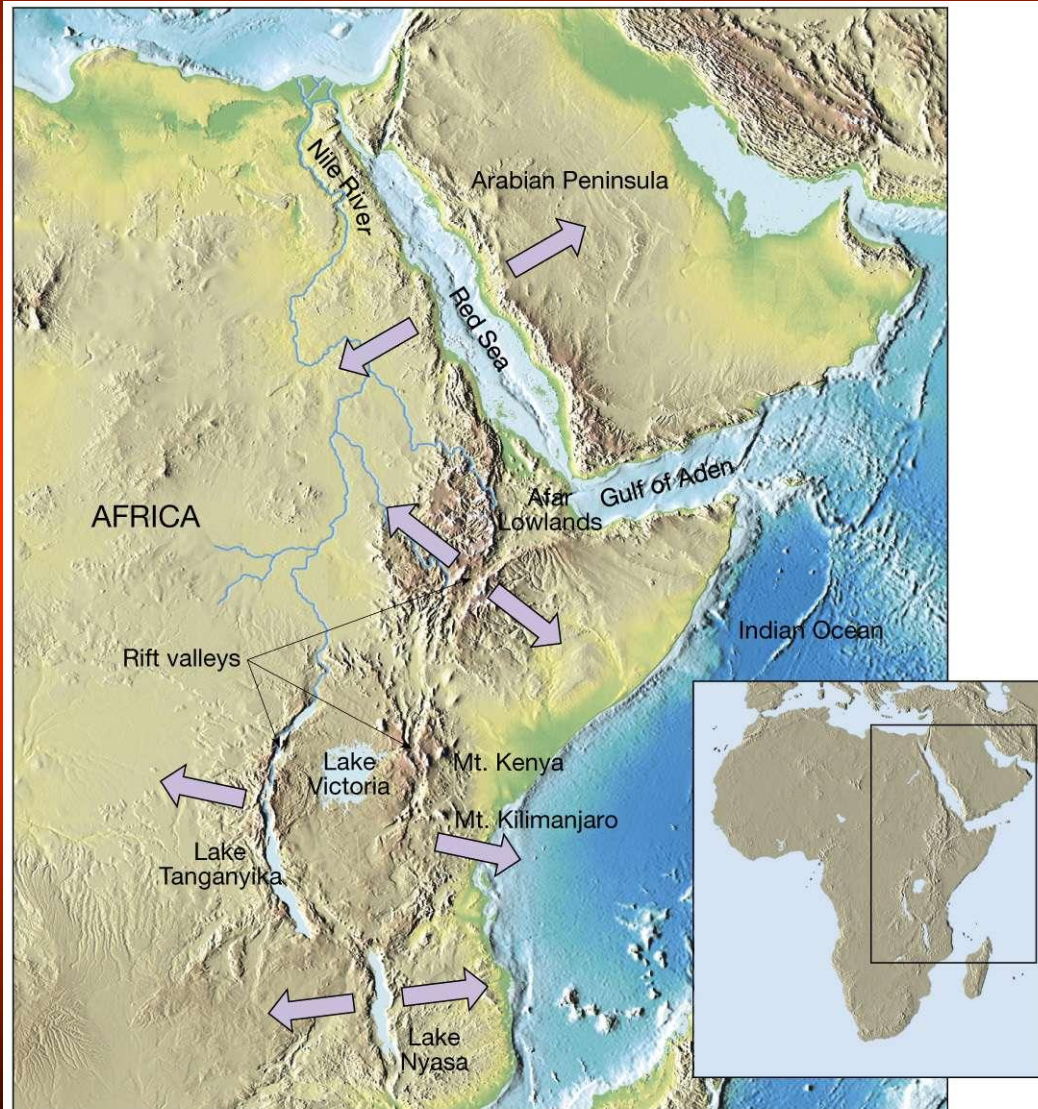 Nile River
Arabian Peninsula
Red Sea
Gulf of Aden
Afar
Lowlands
AFRICA
Indian Ocean
Rift valleys
Lake
Victoria
Mt. Kenya
Mt. Kilimanjaro
Lake
Tanganyika
Lake
Nyasa